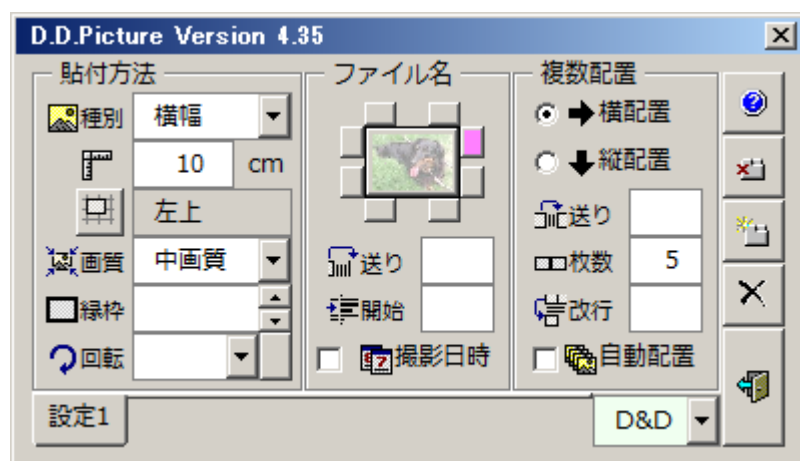 D.D.Picture Version 4.35
貼付方法
種別 横幅
10 cm
左上
画質 中画質
緑枠
回転
ファイル名
送り
開始
撮影日時
複数配置
横配置
縦配置
送り
枚数 5
改行
自動配置
設定1
D&D